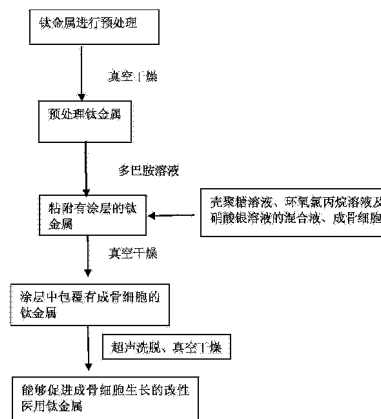 钛金属进行预处理
真空干燥
预处理钛金属
多巴胺溶液
粘附有涂层的钛
金属
壳聚糖溶液、环氧氯丙烷溶液及
硝酸银溶液的混合液、成骨细胞
真空干燥
涂层中包覆有成骨细胞的
钛金属
超声洗脱、真空干燥
能够促进成骨细胞生长的改性
医用钛金属